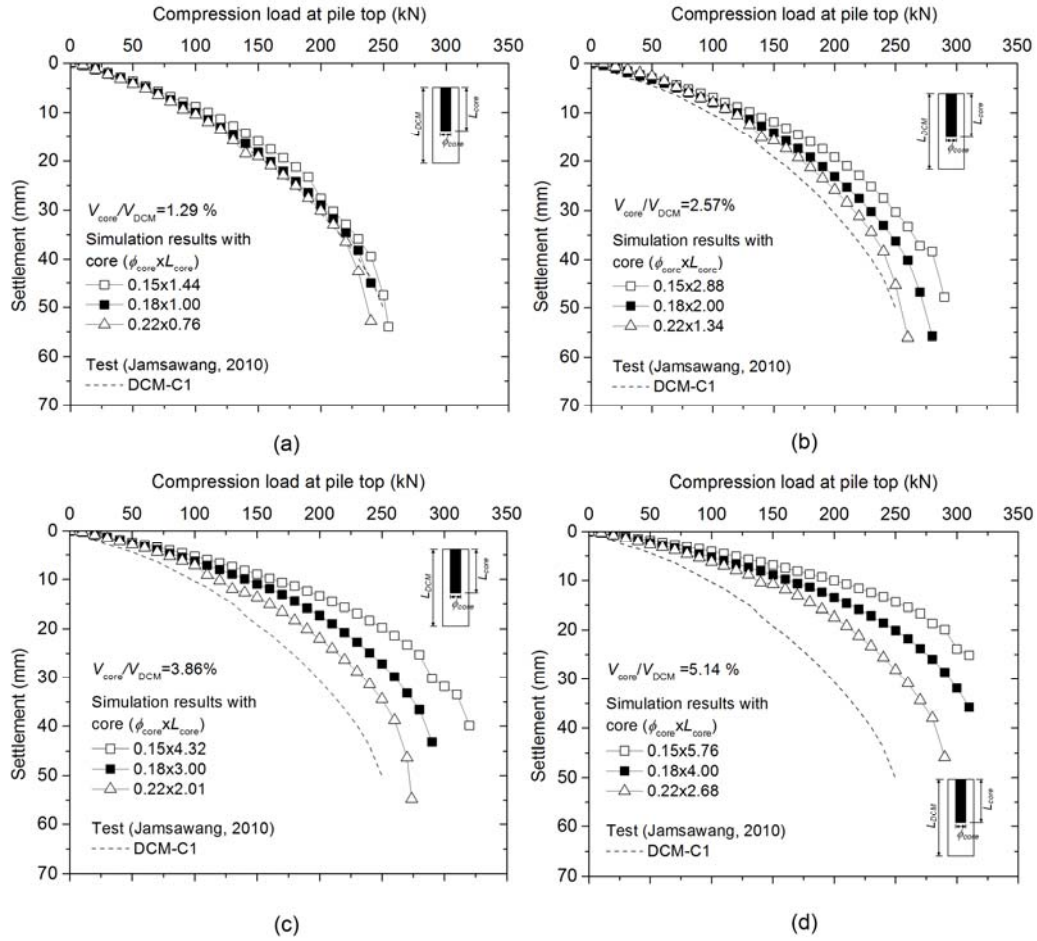 Compression load at pile top (kN)
0 50 100 150 200 250 300 350
0
10
20
30
40
50
60
70
Settlement (mm)
L_DCM
L_core
ϕ_core
V_core/V_DCM=1.29 %
Simulation results with
core (ϕ_core x L_core)
0.15x1.44
0.18x1.00
0.22x0.76
Test (Jamsawang, 2010)
DCM-C1
(a)
Compression load at pile top (kN)
0 50 100 150 200 250 300 350
0
10
20
30
40
50
60
70
Settlement (mm)
L_DCM
L_core
ϕ_core
V_core/V_DCM=2.57%
Simulation results with
core (ϕ_core x L_core)
0.15x2.88
0.18x2.00
0.22x1.34
Test (Jamsawang, 2010)
DCM-C1
(b)
Compression load at pile top (kN)
0 50 100 150 200 250 300 350
0
10
20
30
40
50
60
70
Settlement (mm)
L_DCM
L_core
ϕ_core
V_core/V_DCM=3.86%
Simulation results with
core (ϕ_core x L_core)
0.15x4.32
0.18x3.00
0.22x2.01
Test (Jamsawang, 2010)
DCM-C1
(c)
Compression load at pile top (kN)
0 50 100 150 200 250 300 350
0
10
20
30
40
50
60
70
Settlement (mm)
V_core/V_DCM=5.14 %
Simulation results with
core (ϕ_core x L_core)
0.15x5.76
0.18x4.00
0.22x2.68
Test (Jamsawang, 2010)
DCM-C1
L_DCM
L_core
ϕ_core
(d)